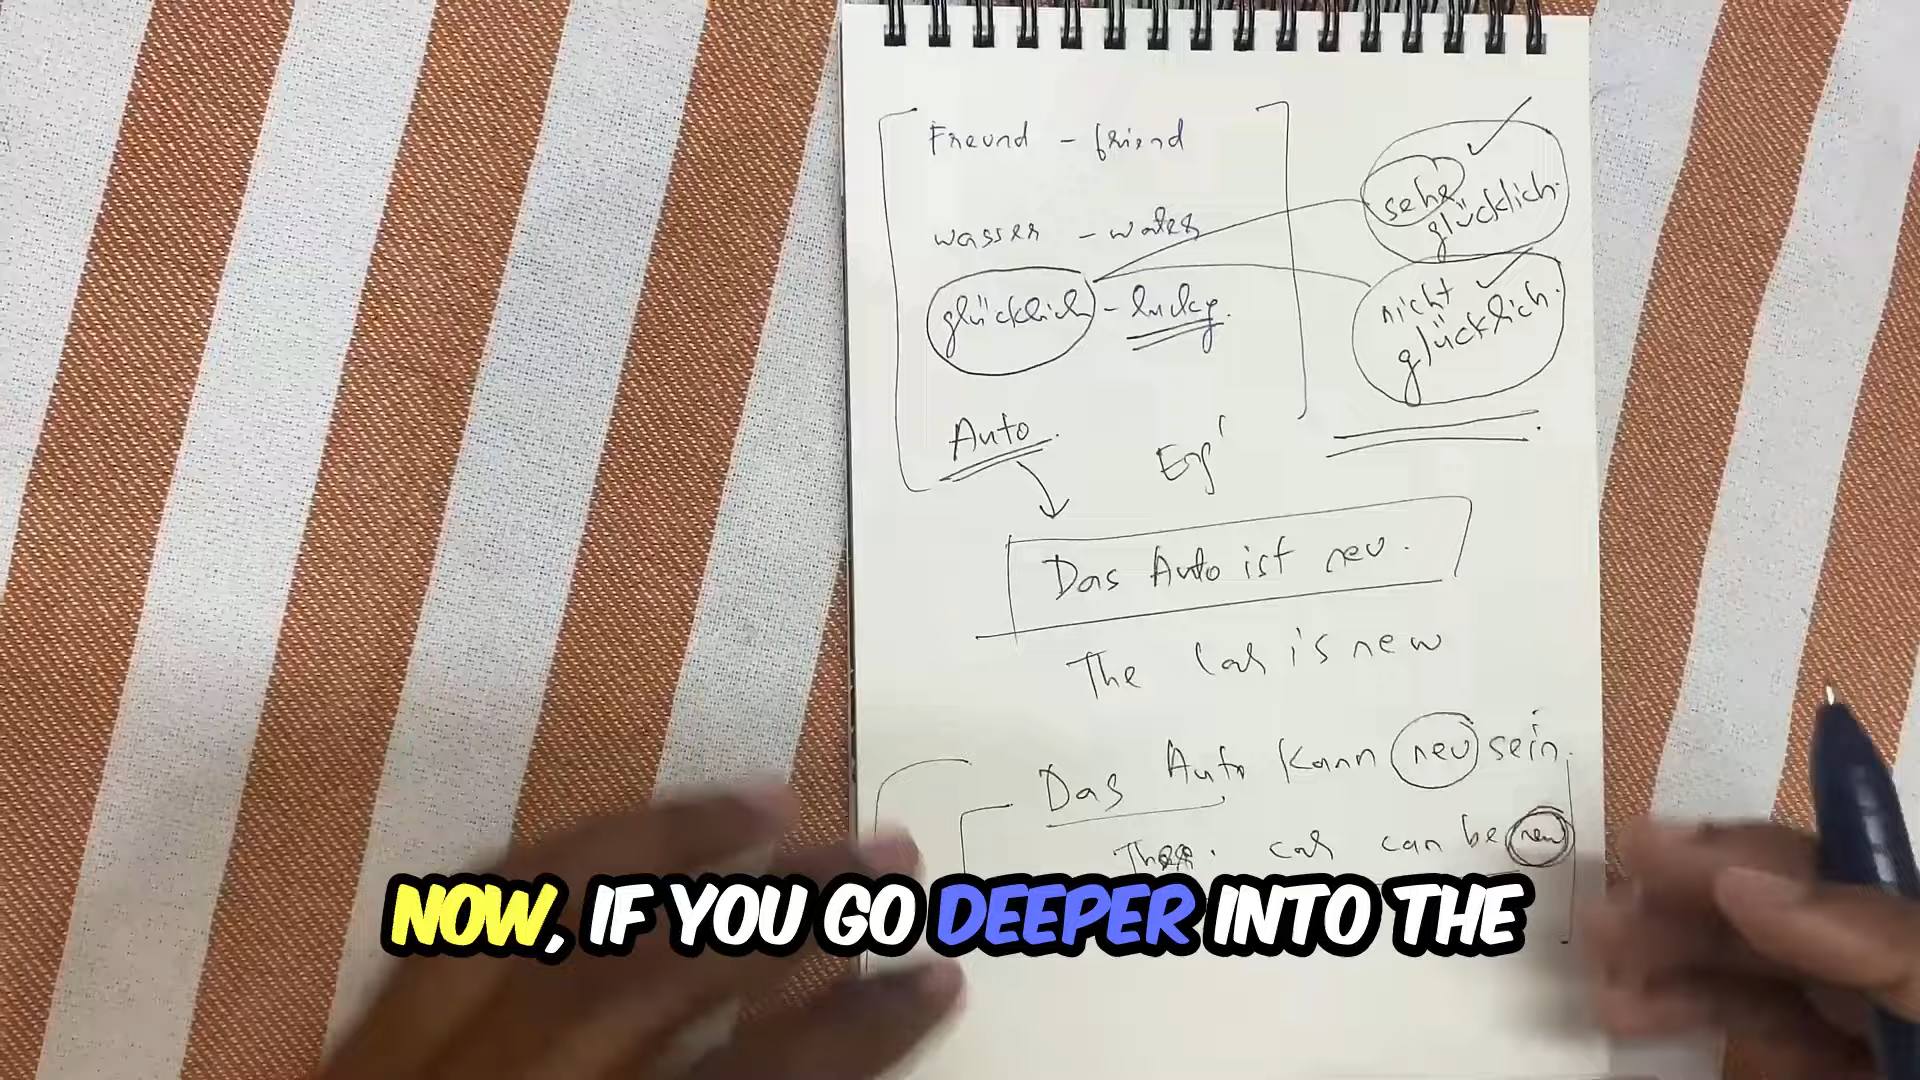 Freund - friend
wasser - water
glücklich - lucky.
sehr
glücklich.
nicht
glücklich.
Auto.
Das Auto ist neu.
The car is new
Das Auto kann neu sein.
car can be new
NOW, IF YOU GO DEEPER INTO THE